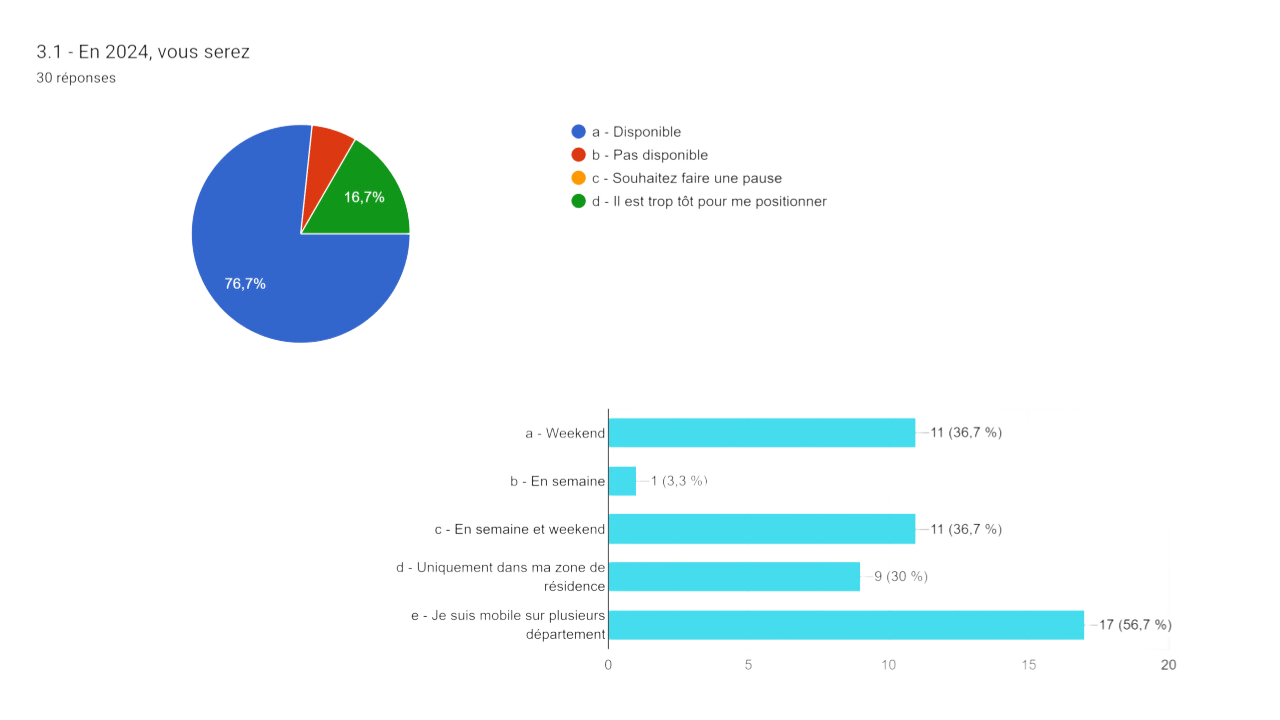 3.1 - En 2024, vous serez
30 réponses
a - Disponible
b - Pas disponible
c - Souhaitez faire une pause
d - Il est trop tôt pour me positionner
16,7%
76,7%
a - Weekend
11 (36,7 %)
b - En semaine
1 (3,3 %)
c - En semaine et weekend
11 (36,7 %)
d - Uniquement dans ma zone de
résidence
9 (30 %)
e - Je suis mobile sur plusieurs
département
17 (56,7 %)
0 5 10 15 20